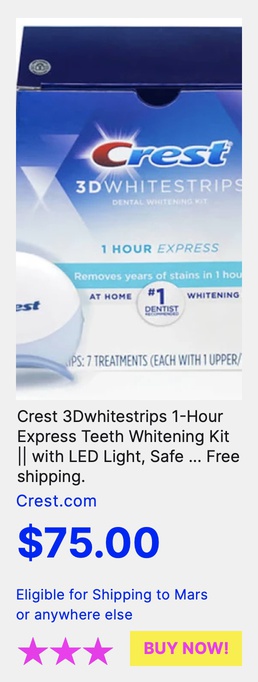 Crest
3DWHITESTRIPS
DENTAL WHITENING KIT
1 HOUR EXPRESS
Removes years of stains in 1 hou
AT HOME #1 WHITENING
DENTIST
RECOMMENDED
est
IPS: 7 TREATMENTS (EACH WITH 1 UPPER/
Crest 3Dwhitestrips 1-Hour
Express Teeth Whitening Kit
|| with LED Light, Safe ... Free
shipping.
Crest.com
$75.00
Eligible for Shipping to Mars
or anywhere else
BUY NOW!